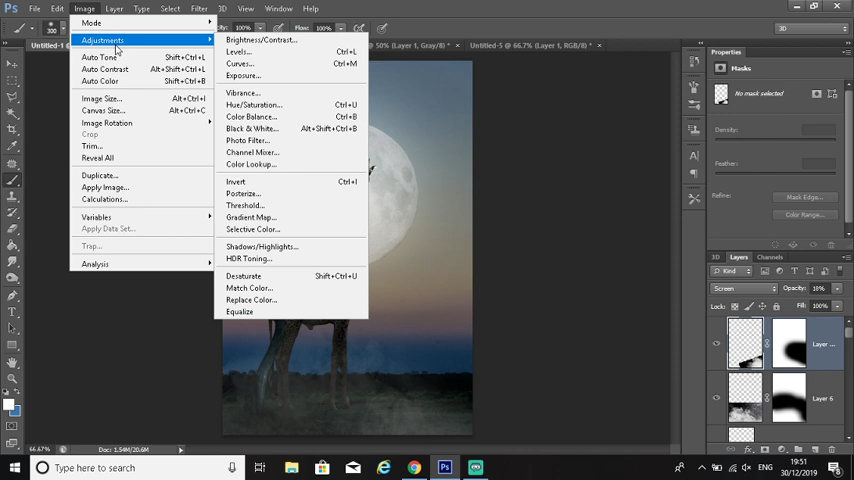 Ps File Edit Image Layer Type Select Filter 3D View Window Help
300 100% Flow: 100% 3D
Untitled-1 @ 50% (Layer 1, Gray/8) * Untitled-5 @ 66.7% (Layer 1, RGB/8) *
Mode
Adjustments
Auto Tone Shift+Ctrl+L
Auto Contrast Alt+Shift+Ctrl+L
Auto Color Shift+Ctrl+B
Image Size... Alt+Ctrl+I
Canvas Size... Alt+Ctrl+C
Image Rotation
Crop
Trim...
Reveal All
Duplicate...
Apply Image...
Calculations...
Variables
Apply Data Set...
Trap...
Analysis
Brightness/Contrast...
Levels... Ctrl+L
Curves... Ctrl+M
Exposure...
Vibrance...
Hue/Saturation... Ctrl+U
Color Balance... Ctrl+B
Black & White... Alt+Shift+Ctrl+B
Photo Filter...
Channel Mixer...
Color Lookup...
Invert Ctrl+I
Posterize...
Threshold...
Gradient Map...
Selective Color...
Shadows/Highlights...
HDR Toning...
Desaturate Shift+Ctrl+U
Match Color...
Replace Color...
Equalize
Properties
Masks
No mask selected
Density:
Feather:
Refine: Mask Edge...
Color Range...
3D Layers Channels
Kind
Screen Opacity: 10%
Lock: Fill: 100%
Layer ...
Layer 6
66.67% Doc: 1.54M/20.6M
Type here to search
Ps
ENG
19:51
30/12/2019